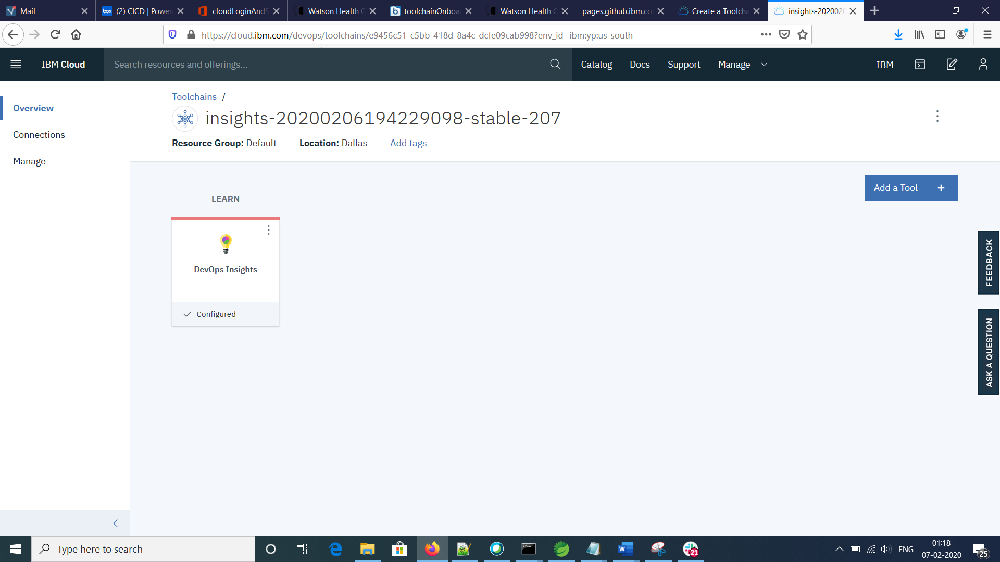 Mail
(2) CICD | Power
cloudLoginAndS
Watson Health C
toolchainOnboar
Watson Health C
pages.github.ibm.co
Create a Toolcha
insights-2020020
https://cloud.ibm.com/devops/toolchains/e9456c51-c5bb-418d-8a4c-dcfe09cab998?env_id=ibm:yp:us-south
IBM Cloud
Search resources and offerings...
Catalog
Docs
Support
Manage
IBM
Overview
Connections
Manage
Toolchains /
insights-20200206194229098-stable-207
Resource Group: Default
Location: Dallas
Add tags
Add a Tool +
LEARN
DevOps Insights
Configured
FEEDBACK
ASK A QUESTION
Type here to search
21
ENG
01:18
07-02-2020
25